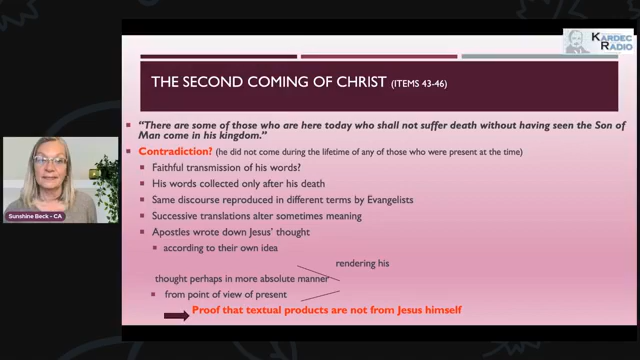 KARDEC
RADIO
THE SECOND COMING OF CHRIST (ITEMS 43-46)
"There are some of those who are here today who shall not suffer death without having seen the Son of
Man come in his kingdom."
Contradiction? (he did not come during the lifetime of any of those who were present at the time)
Faithful transmission of his words?
His words collected only after his death
Same discourse reproduced in different terms by Evangelists
Successive translations alter sometimes meaning
Apostles wrote down Jesus' thought
according to their own idea
rendering his
thought perhaps in more absolute manner
from point of view of present
Proof that textual products are not from Jesus himself
Sunshine Beck - CA